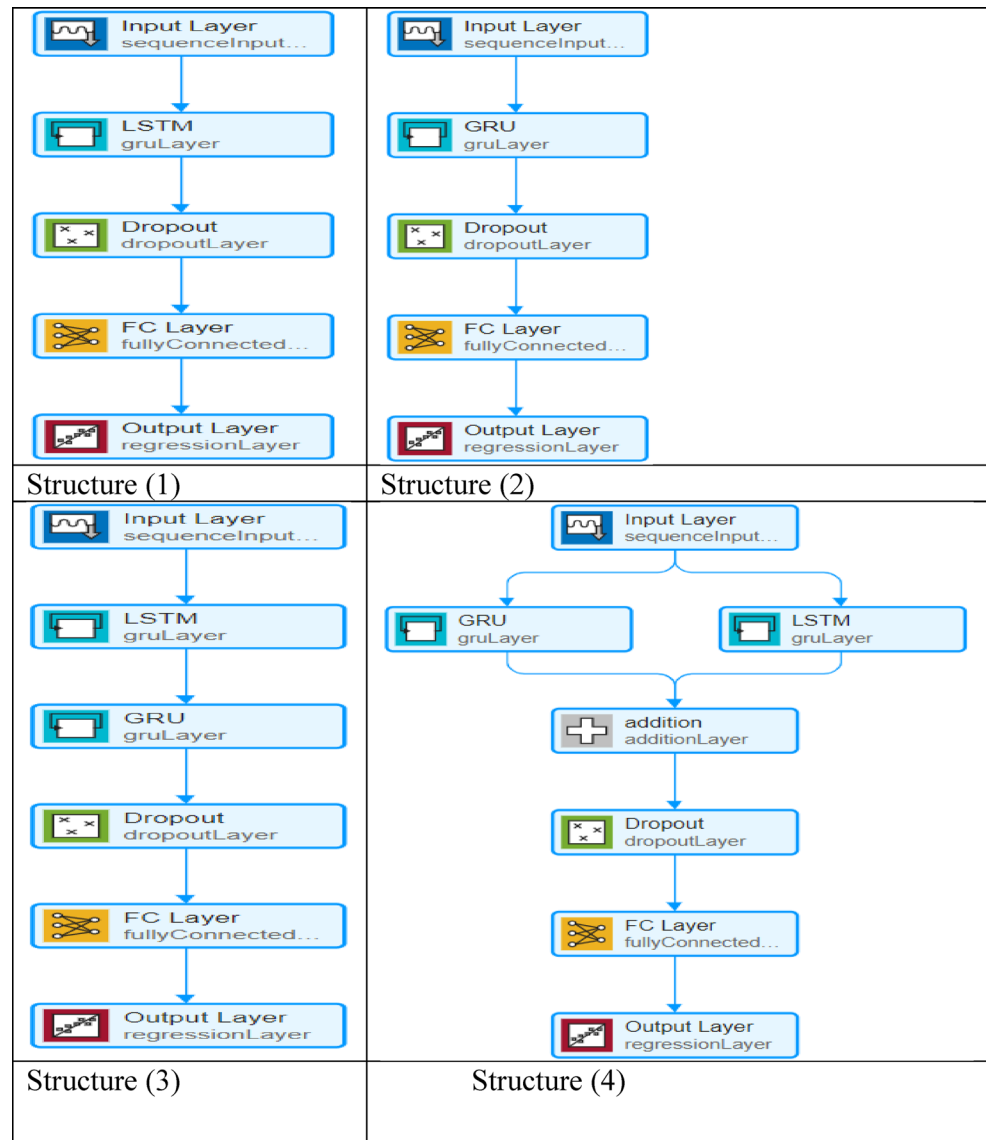 Input Layer
sequenceInput...
LSTM
gruLayer
Dropout
dropoutLayer
FC Layer
fullyConnected...
Output Layer
regressionLayer
Structure (1)
Input Layer
sequenceInput...
GRU
gruLayer
Dropout
dropoutLayer
FC Layer
fullyConnected...
Output Layer
regressionLayer
Structure (2)
Input Layer
sequenceInput...
LSTM
gruLayer
GRU
gruLayer
Dropout
dropoutLayer
FC Layer
fullyConnected...
Output Layer
regressionLayer
Structure (3)
Input Layer
sequenceInput...
GRU
gruLayer
LSTM
gruLayer
addition
additionLayer
Dropout
dropoutLayer
FC Layer
fullyConnected...
Output Layer
regressionLayer
Structure (4)